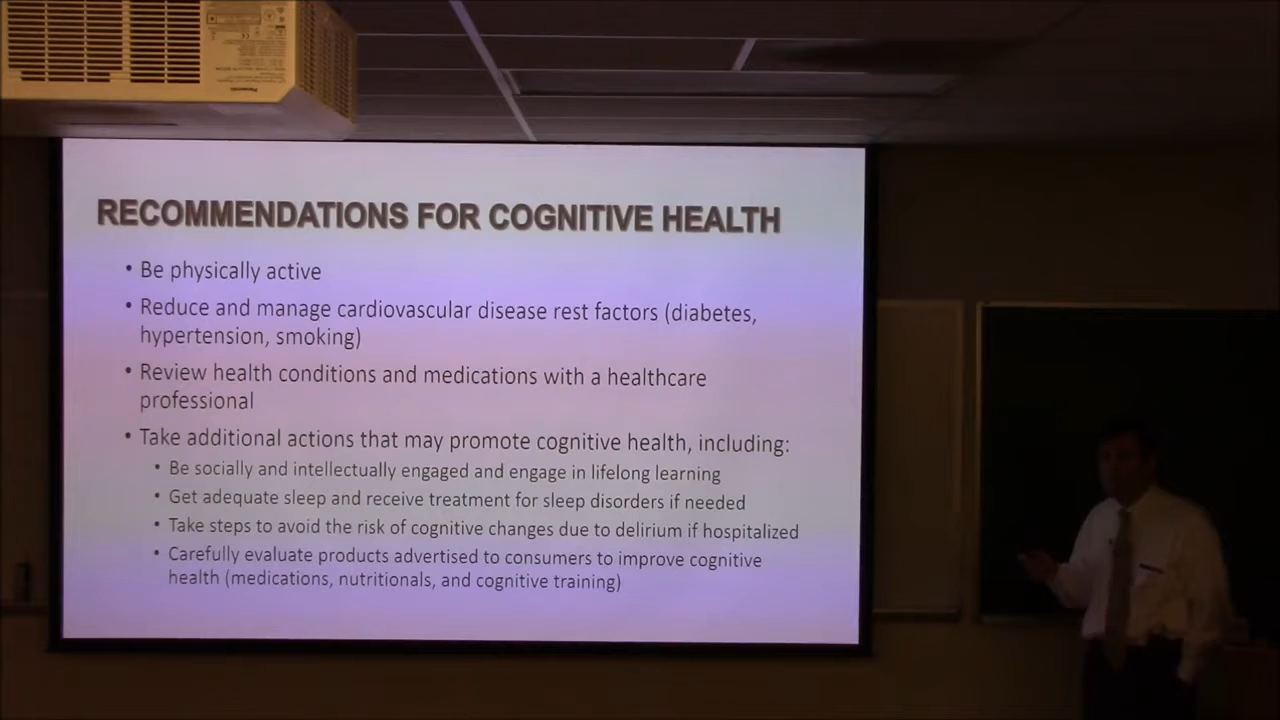 RECOMMENDATIONS FOR COGNITIVE HEALTH
• Be physically active
• Reduce and manage cardiovascular disease rest factors (diabetes,
hypertension, smoking)
• Review health conditions and medications with a healthcare
professional
• Take additional actions that may promote cognitive health, including:
• Be socially and intellectually engaged and engage in lifelong learning
• Get adequate sleep and receive treatment for sleep disorders if needed
• Take steps to avoid the risk of cognitive changes due to delirium if hospitalized
• Carefully evaluate products advertised to consumers to improve cognitive
health (medications, nutritionals, and cognitive training)